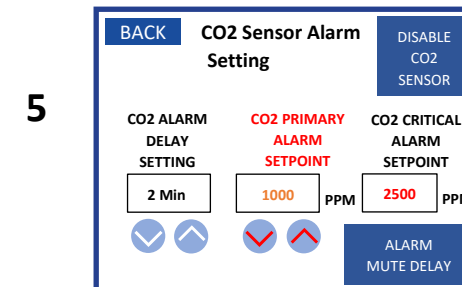 BACK
CO2 Sensor Alarm
Setting
DISABLE
CO2
SENSOR
5
CO2 ALARM
DELAY
SETTING
CO2 PRIMARY
ALARM
SETPOINT
CO2 CRITICAL
ALARM
SETPOINT
2 Min
1000
PPM
2500
ALARM
MUTE DELAY